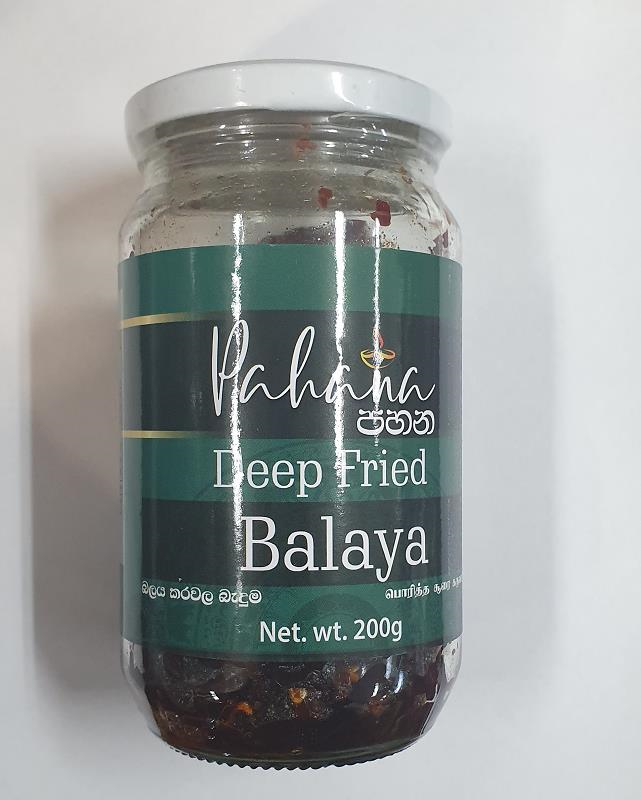 Pahana
පහන
Deep Fried
Balaya
බලය කරවල බැදුම
பொரித்த சூரை
Net. wt. 200g